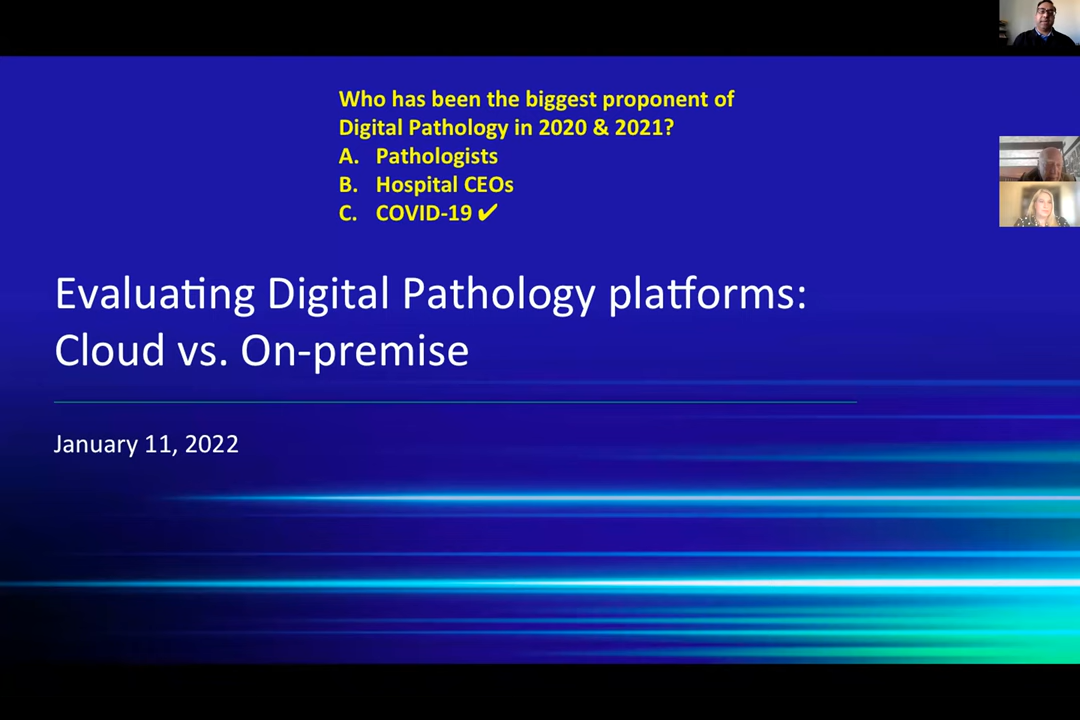 Who has been the biggest proponent of
Digital Pathology in 2020 & 2021?
A. Pathologists
B. Hospital CEOs
C. COVID-19 ✔
Evaluating Digital Pathology platforms:
Cloud vs. On-premise
January 11, 2022